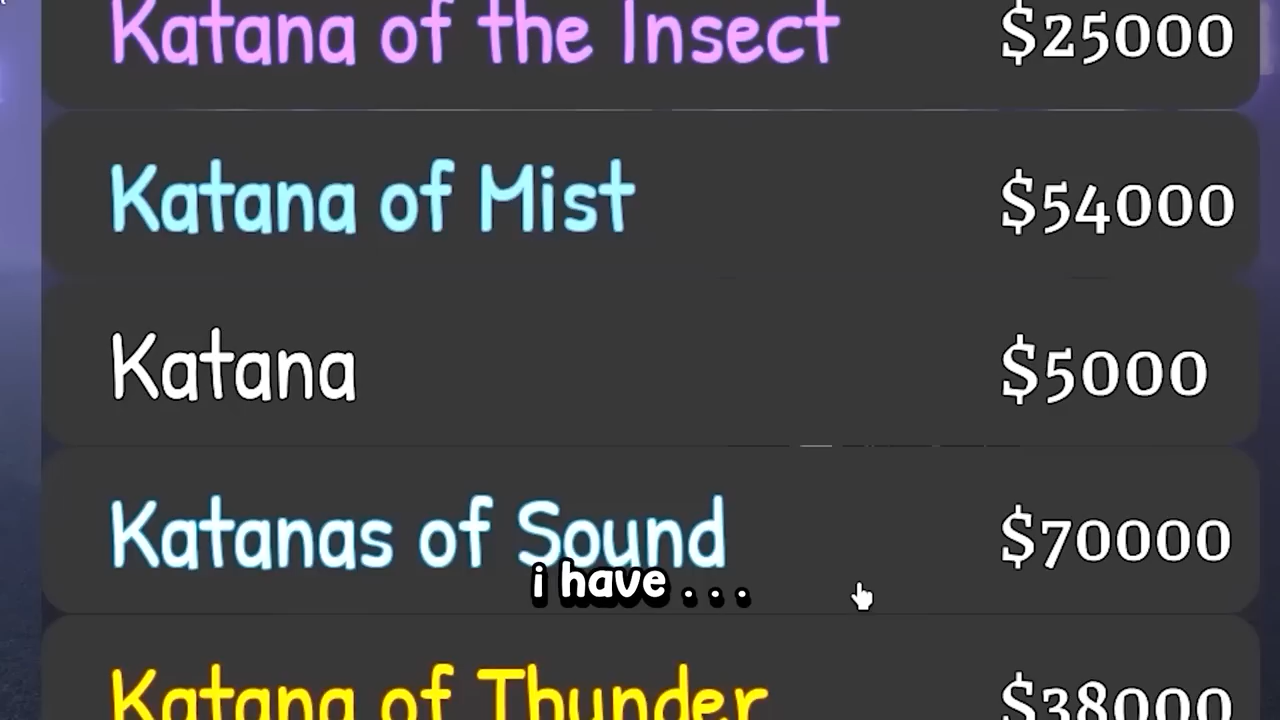 Katana of the Insect $25000
Katana of Mist $54000
Katana $5000
Katanas of Sound $70000
i have . . .
Katana of Thunder $38000